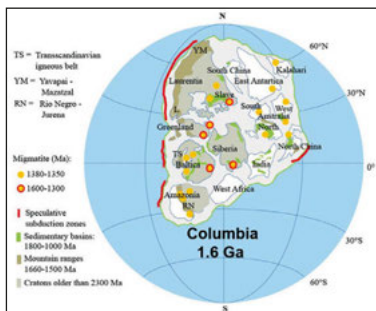 N
60°N
30°N
0°
0°
30°S
60°S
S
TS = Transscandinavian
igneous belt
YM = Yavapai -
Mazatzal
RN = Rio Negro -
Juruena
Migmatite (Ma):
1380-1350
1600-1300
Speculative
subduction zones
Sedimentary basins:
1800-1000 Ma
Mountain ranges
1660-1500 Ma
Cratons older than 2300 Ma
YM
Laurentia
South China
Kalahari
East Antartica
Slave
L
South
West
Australia
Greenland
North
North China
TS
Baltica
Siberia
India
Amazonia
West Africa
RN
Columbia
1.6 Ga